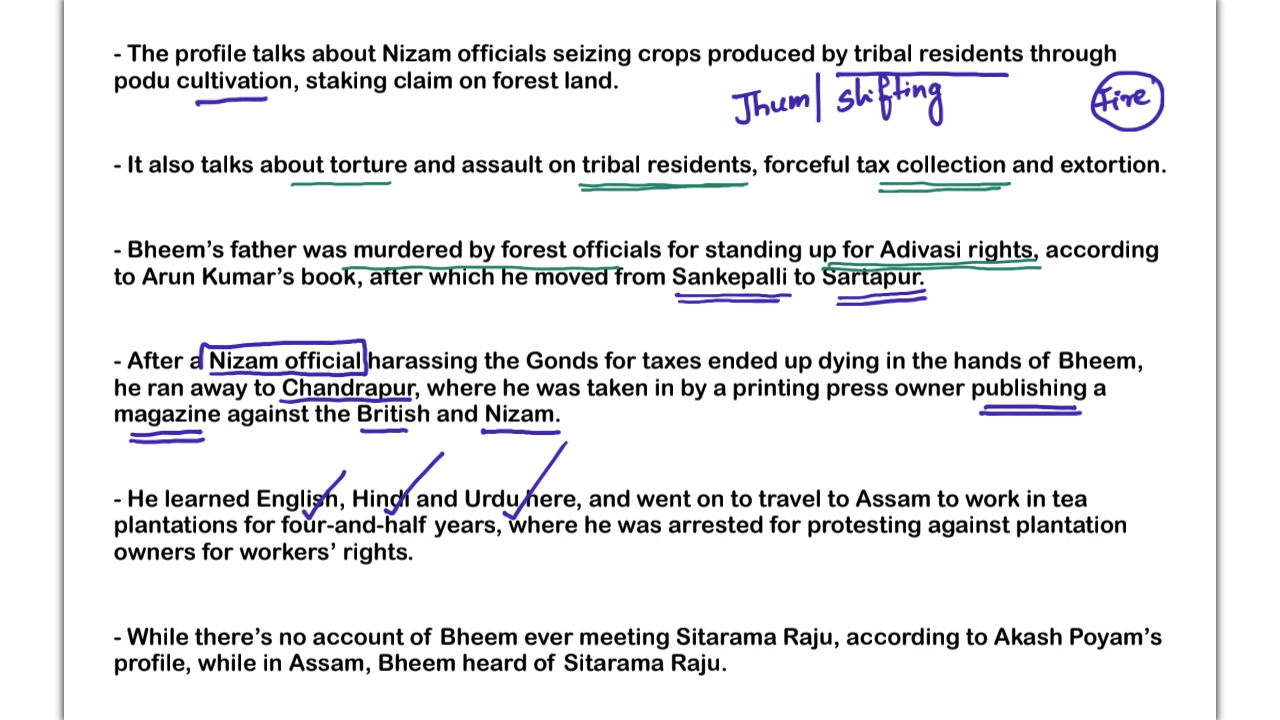 - The profile talks about Nizam officials seizing crops produced by tribal residents through
podu cultivation, staking claim on forest land.
Jhum | shifting
fire
- It also talks about torture and assault on tribal residents, forceful tax collection and extortion.
- Bheem’s father was murdered by forest officials for standing up for Adivasi rights, according
to Arun Kumar’s book, after which he moved from Sankepalli to Sartapur.
- After a Nizam official harassing the Gonds for taxes ended up dying in the hands of Bheem,
he ran away to Chandrapur, where he was taken in by a printing press owner publishing a
magazine against the British and Nizam.
- He learned English, Hindi and Urdu here, and went on to travel to Assam to work in tea
plantations for four-and-half years, where he was arrested for protesting against plantation
owners for workers’ rights.
- While there’s no account of Bheem ever meeting Sitarama Raju, according to Akash Poyam’s
profile, while in Assam, Bheem heard of Sitarama Raju.